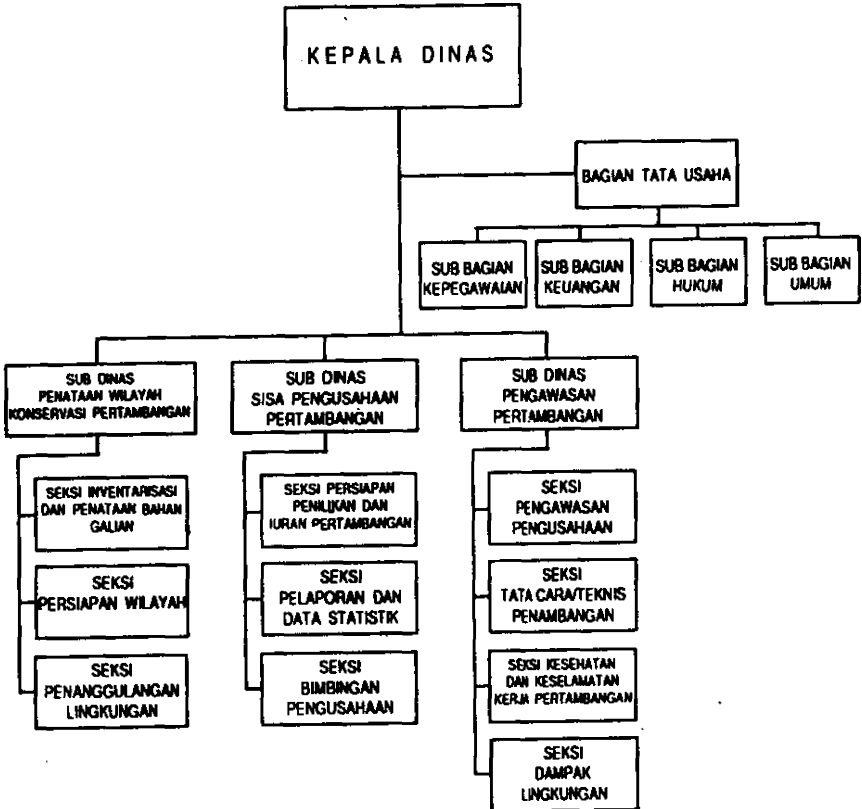 KEPALA DINAS
BAGIAN TATA USAHA
SUB BAGIAN
KEPEGAWAIAN
SUB BAGIAN
KEUANGAN
SUB BAGIAN
HUKUM
SUB BAGIAN
UMUM
SUB DINAS
PENATAAN WILAYAH
KONSERVASI PERTAMBANGAN
SUB DINAS
SISA PENGUSAHAAN
PERTAMBANGAN
SUB DINAS
PENGAWASAN
PERTAMBANGAN
SEKSI INVENTARISASI
DAN PENATAAN BAHAN
GALIAN
SEKSI
PERSIAPAN WILAYAH
SEKSI
PENANGGULANGAN
LINGKUNGAN
SEKSI PERSIAPAN
PENILIKAN DAN
IURAN PERTAMBANGAN
SEKSI
PELAPORAN DAN
DATA STATISTIK
SEKSI
BIMBINGAN
PENGUSAHAAN
SEKSI
PENGAWASAN
PENGUSAHAAN
SEKSI
TATA CARA/TEKNIS
PENAMBANGAN
SEKSI KESEHATAN
DAN KESELAMATAN
KERJA PERTAMBANGAN
SEKSI
DAMPAK
LINGKUNGAN